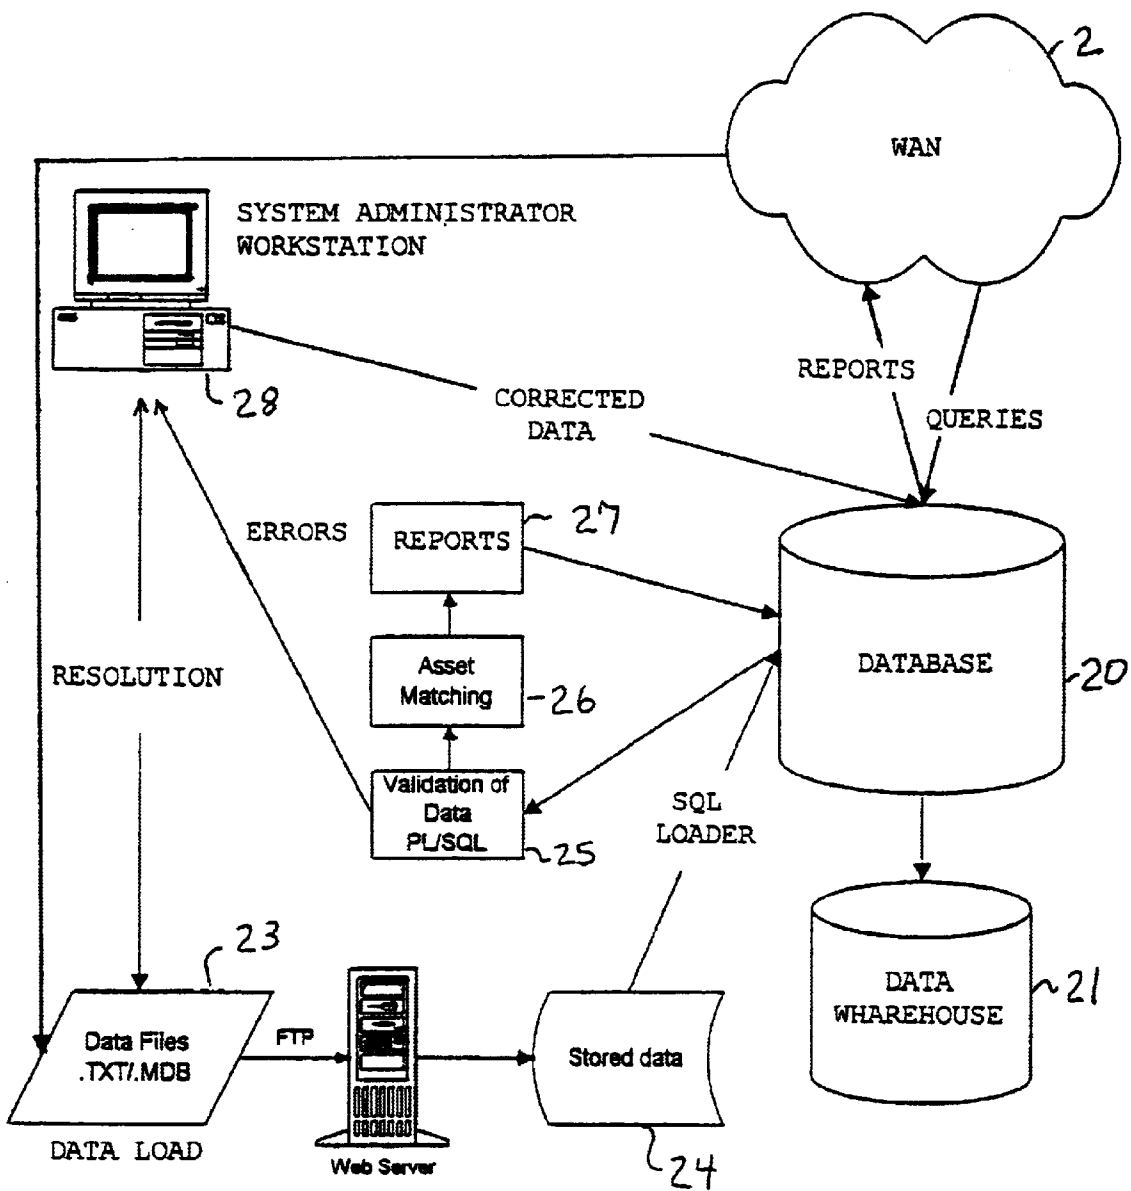 2
WAN
SYSTEM ADMINISTRATOR
WORKSTATION
28
CORRECTED
DATA
REPORTS
QUERIES
ERRORS
REPORTS
27
Asset
Matching
26
DATABASE
20
RESOLUTION
Validation of
Data
PL/SQL
25
SQL
LOADER
23
DATA
WHAREHOUSE
21
Data Files
.TXT/.MDB
FTP
Stored data
DATA LOAD
Web Server
24